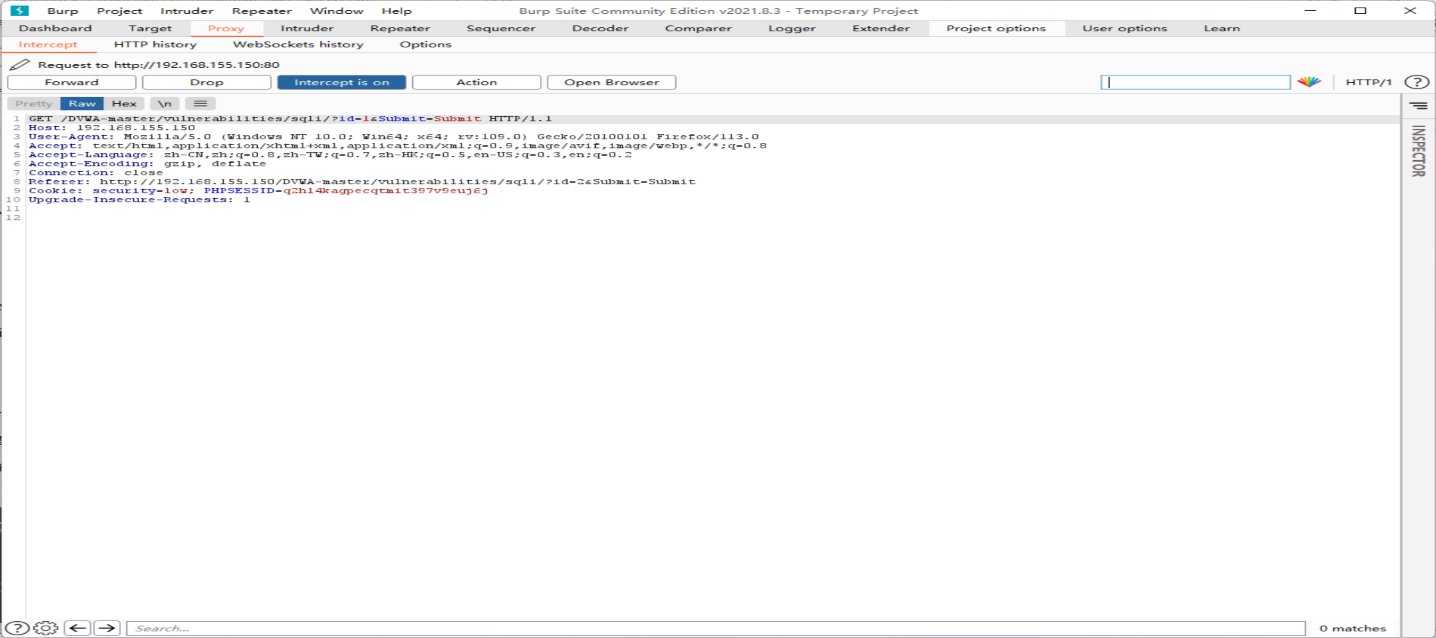 Burp Project Intruder Repeater Window Help Burp Suite Community Edition v2021.8.3 - Temporary Project
Dashboard Target Proxy Intruder Repeater Sequencer Decoder Comparer Logger Extender Project options User options Learn
Intercept HTTP history WebSockets history Options
Request to http://192.168.155.150:80
Forward Drop Intercept is on Action Open Browser HTTP/1 ?
Pretty Raw Hex \n
INSPECTOR
1 GET /DVWA-master/vulnerabilities/sqli/?id=1&Submit=Submit HTTP/1.1
2 Host: 192.168.155.150
3 User-Agent: Mozilla/5.0 (Windows NT 10.0; Win64; x64; rv:109.0) Gecko/20100101 Firefox/113.0
4 Accept: text/html,application/xhtml+xml,application/xml;q=0.9,image/avif,image/webp,*/*;q=0.8
5 Accept-Language: zh-CN,zh;q=0.8,zh-TW;q=0.7,zh-HK;q=0.5,en-US;q=0.3,en;q=0.2
6 Accept-Encoding: gzip, deflate
7 Connection: close
8 Referer: http://192.168.155.150/DVWA-master/vulnerabilities/sqli/?id=2&Submit=Submit
9 Cookie: security=low; PHPSESSID=q2hl4kagpecqtmit397v9euj6j
10 Upgrade-Insecure-Requests: 1
11
12
? Search... 0 matches